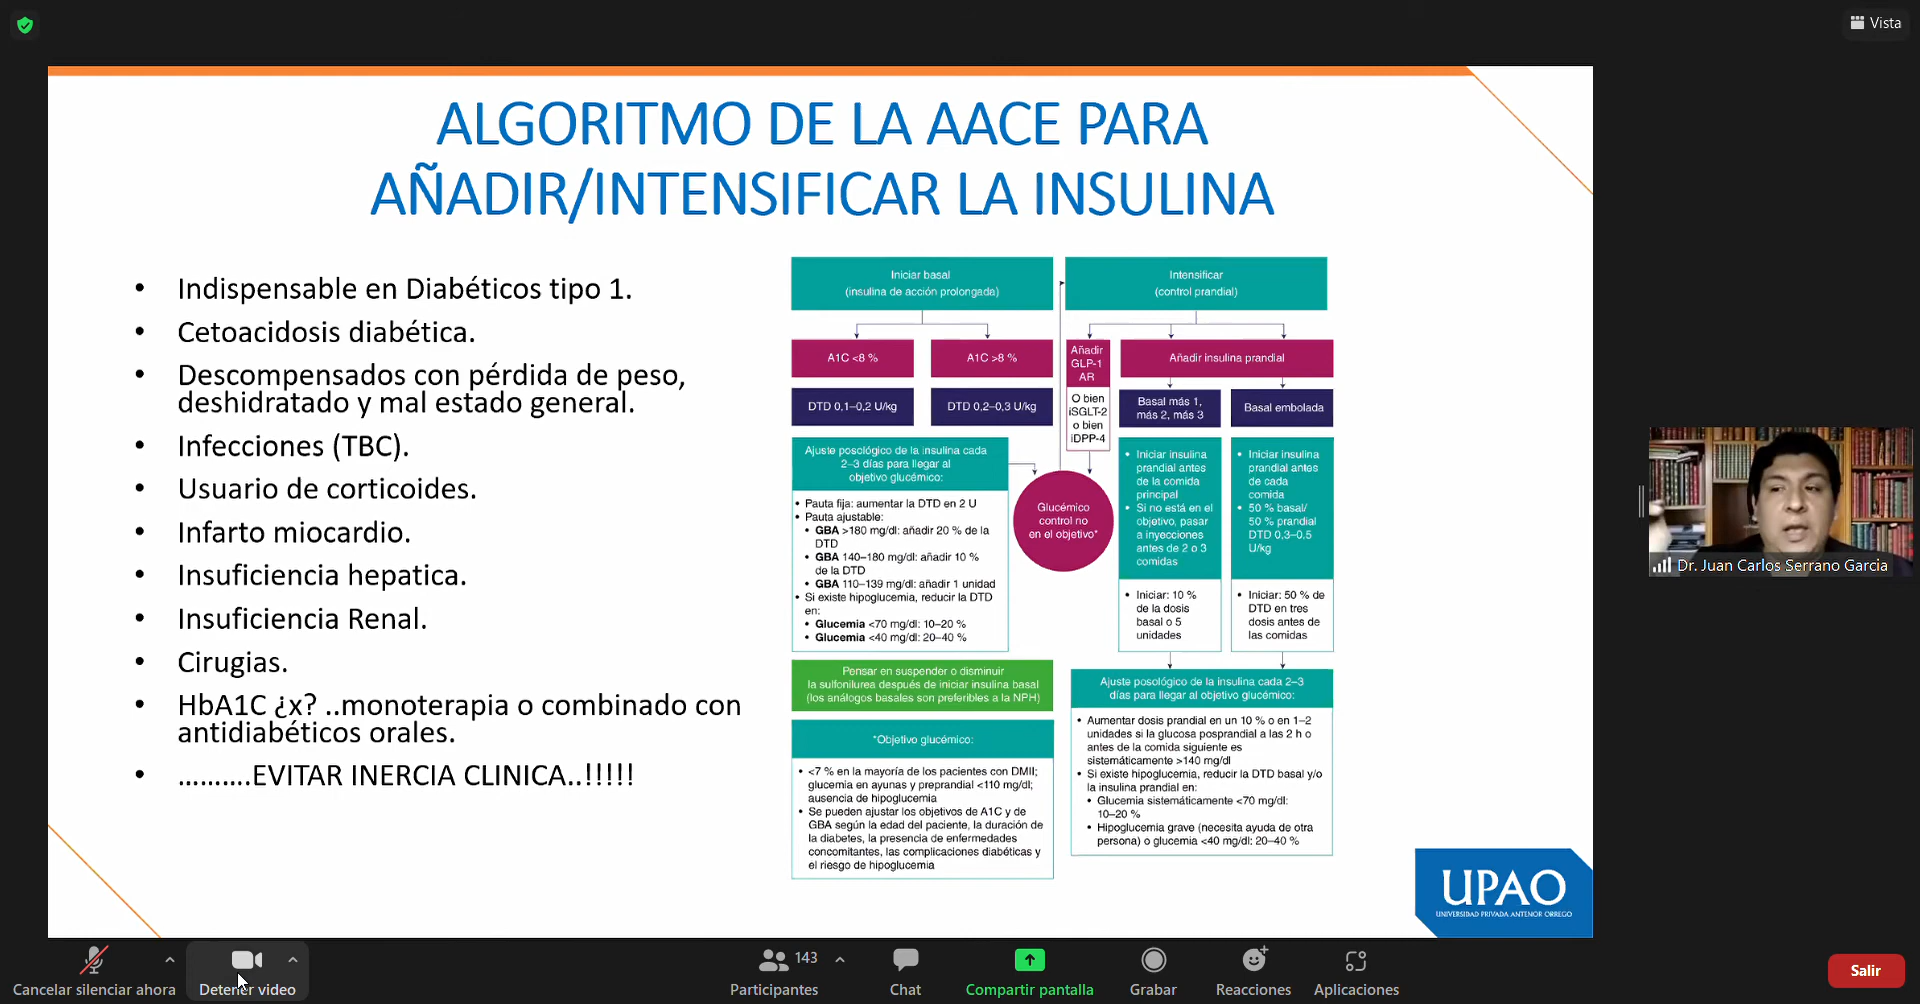 Vista
ALGORITMO DE LA AACE PARA
AÑADIR/INTENSIFICAR LA INSULINA
• Indispensable en Diabéticos tipo 1.
• Cetoacidosis diabética.
• Descompensados con pérdida de peso,
deshidratado y mal estado general.
• Infecciones (TBC).
• Usuario de corticoides.
• Infarto miocardio.
• Insuficiencia hepatica.
• Insuficiencia Renal.
• Cirugias.
• HbA1C ¿x? ..monoterapia o combinado con
antidiabéticos orales.
• ……….EVITAR INERCIA CLINICA..!!!!!
Iniciar basal
(insulina de acción prolongada)
A1C <8 %
A1C >8 %
DTD 0,1–0,2 U/kg
DTD 0,2–0,3 U/kg
Ajuste posológico de la insulina cada
2–3 días para llegar al
objetivo glucémico:
• Pauta fija: aumentar la DTD en 2 U
• Pauta ajustable:
• GBA >180 mg/dl: añadir 20 % de la
DTD
• GBA 140–180 mg/dl: añadir 10 %
de la DTD
• GBA 110–139 mg/dl: añadir 1 unidad
• Si existe hipoglucemia, reducir la DTD
en:
• Glucemia <70 mg/dl: 10–20 %
• Glucemia <40 mg/dl: 20–40 %
Pensar en suspender o disminuir
la sulfonilurea después de iniciar insulina basal
(los análogos basales son preferibles a la NPH)
*Objetivo glucémico:
• <7 % en la mayoría de los pacientes con DMII;
glucemia en ayunas y preprandial <110 mg/dl;
ausencia de hipoglucemia
• Se pueden ajustar los objetivos de A1C y de
GBA según la edad del paciente, la duración de
la diabetes, la presencia de enfermedades
concomitantes, las complicaciones diabéticas y
el riesgo de hipoglucemia
Intensificar
(control prandial)
Añadir
GLP-1
AR
O bien
iSGLT-2
o bien
iDPP-4
Glucémico
control no
en el objetivo*
Añadir insulina prandial
Basal más 1,
más 2, más 3
Basal embolada
• Iniciar insulina
prandial antes
de la comida
principal
• Si no está en el
objetivo, pasar
a inyecciones
antes de 2 o 3
comidas
• Iniciar: 10 %
de la dosis
basal o 5
unidades
• Iniciar insulina
prandial antes
de cada
comida
• 50 % basal/
50 % prandial
DTD 0,3–0,5
U/kg
• Iniciar: 50 % de
DTD en tres
dosis antes de
las comidas
Ajuste posológico de la insulina cada 2–3
días para llegar al objetivo glucémico:
• Aumentar dosis prandial en un 10 % o en 1–2
unidades si la glucosa posprandial a las 2 h o
antes de la comida siguiente es
sistemáticamente >140 mg/dl
• Si existe hipoglucemia, reducir la DTD basal y/o
la insulina prandial en:
• Glucemia sistemáticamente <70 mg/dl:
10–20 %
• Hipoglucemia grave (necesita ayuda de otra
persona) o glucemia <40 mg/dl: 20–40 %
UPAO
UNIVERSIDAD PRIVADA ANTENOR ORREGO
Dr. Juan Carlos Serrano Garcia
Cancelar silenciar ahora
Detener video
143
Participantes
Chat
Compartir pantalla
Grabar
Reacciones
Aplicaciones
Salir